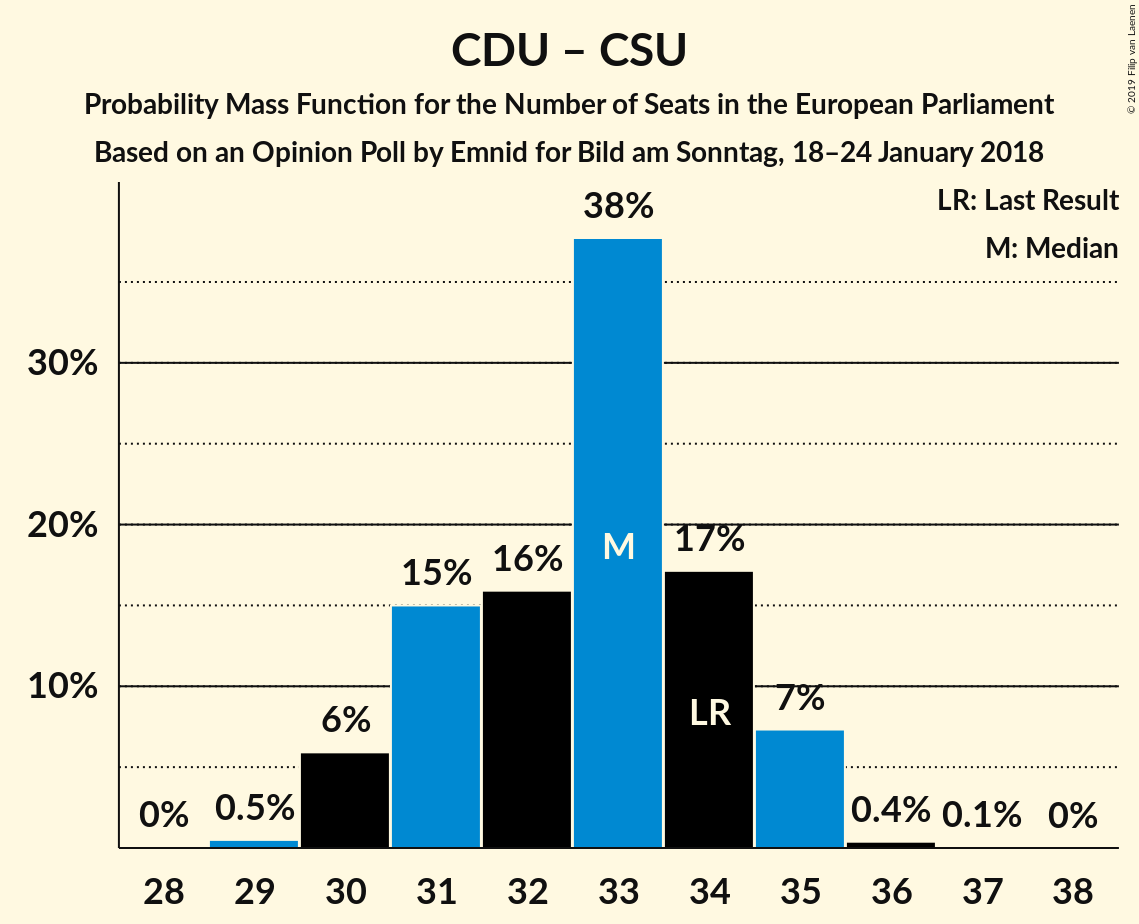 CDU – CSU
Probability Mass Function for the Number of Seats in the European Parliament
Based on an Opinion Poll by Emnid for Bild am Sonntag, 18–24 January 2018
© 2019 Filip van Laenen
LR: Last Result
M: Median
38%
30%
20%
10%
0%
0.5%
6%
15%
16%
M
17%
LR
7%
0.4%
0.1%
0%
28 29 30 31 32 33 34 35 36 37 38